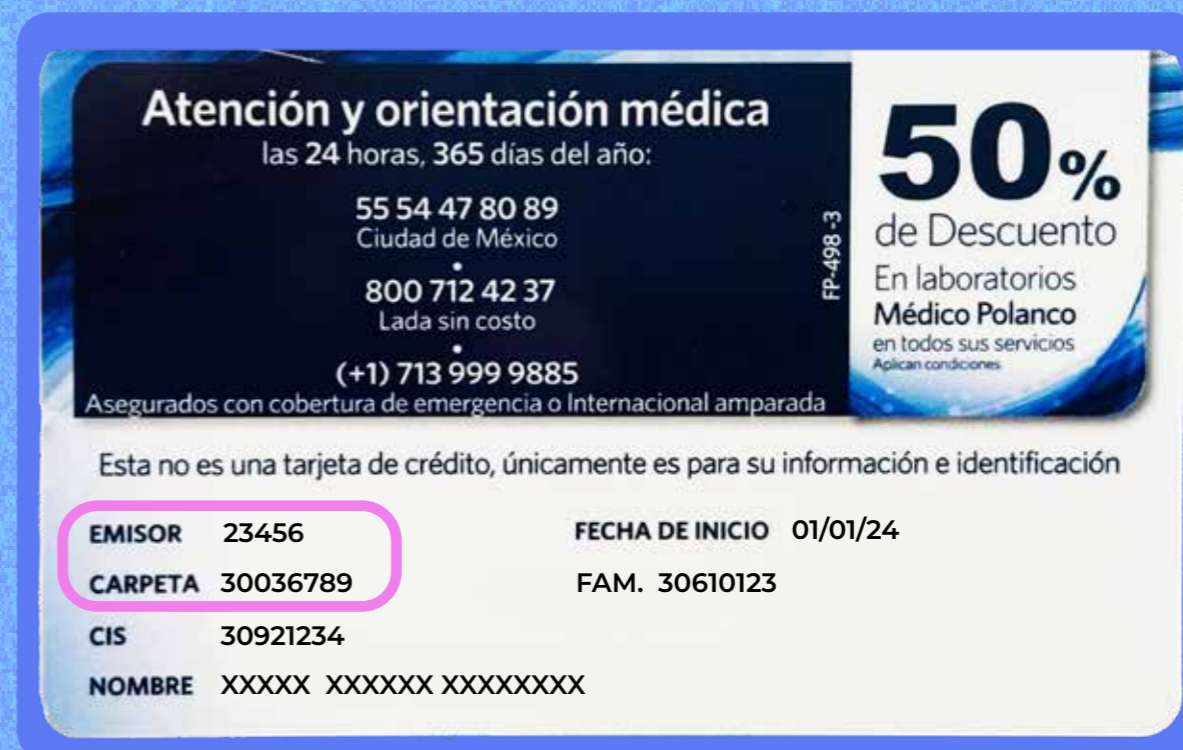 Atención y orientación médica
las 24 horas, 365 días del año:
55 54 47 80 89
Ciudad de México
•
800 712 42 37
Lada sin costo
•
(+1) 713 999 9885
Asegurados con cobertura de emergencia o Internacional amparada
FP-498-3
50%
de Descuento
En laboratorios
Médico Polanco
en todos sus servicios
Aplican condiciones
Esta no es una tarjeta de crédito, únicamente es para su información e identificación
EMISOR 23456 FECHA DE INICIO 01/01/24
CARPETA 30036789 FAM. 30610123
CIS 30921234
NOMBRE XXXXX XXXXXX XXXXXXXX